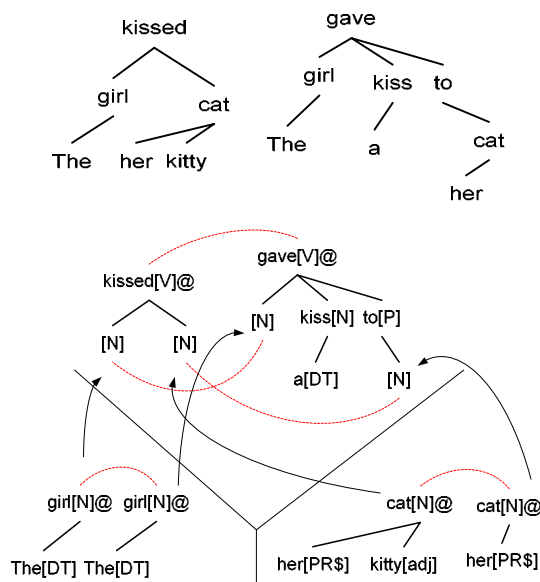 kissed gave
girl cat girl kiss to
The her kitty The a cat
her
kissed[V]@ gave[V]@
[N] [N] [N] kiss[N] to[P]
a[DT] [N]
girl[N]@ girl[N]@ cat[N]@ cat[N]@
The[DT] The[DT] her[PR$] kitty[adj] her[PR$]